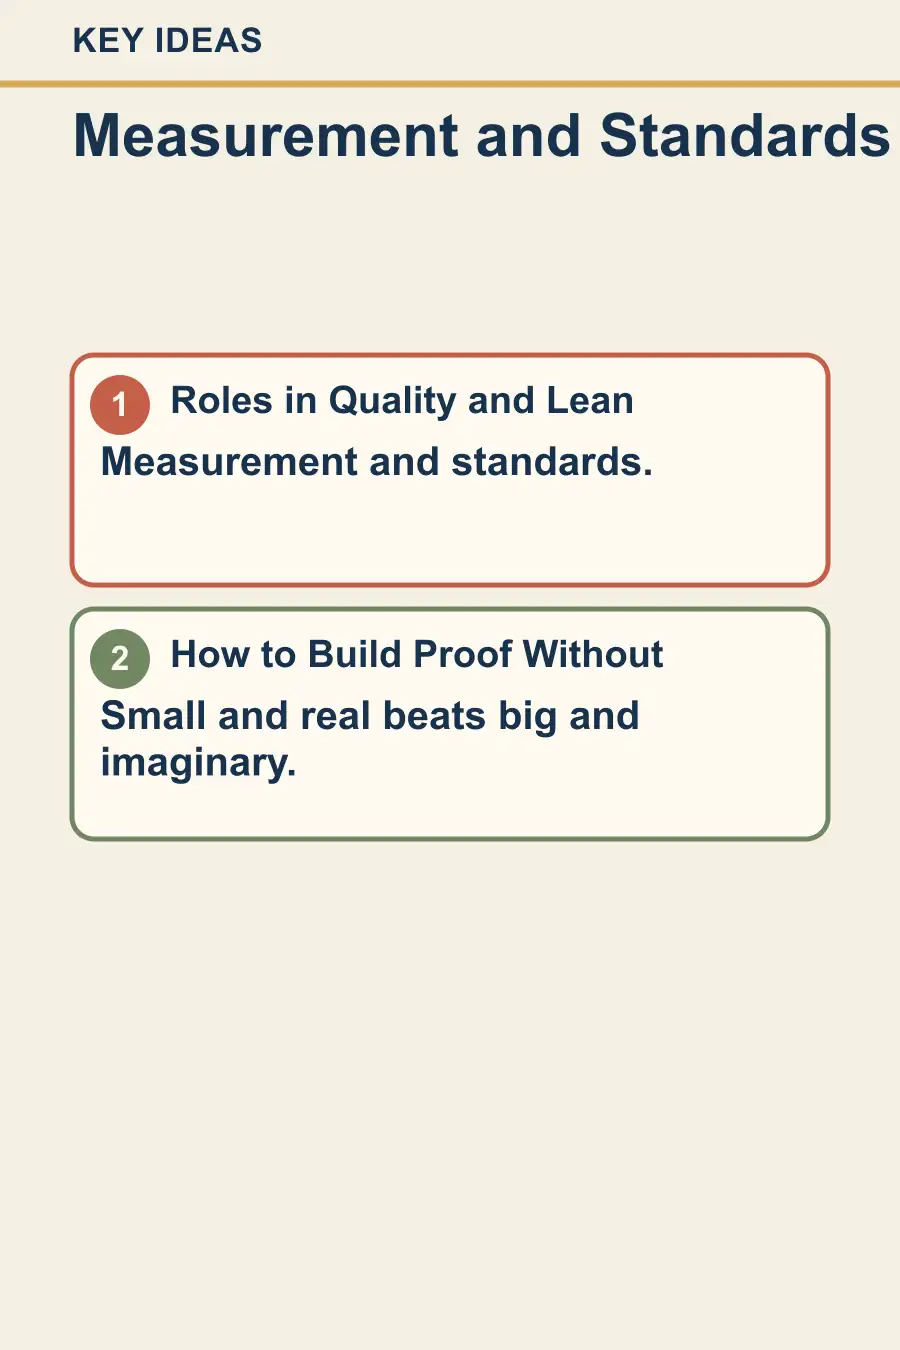 KEY IDEAS
Measurement and Standards
1 Roles in Quality and Lean
Measurement and standards.
2 How to Build Proof Without
Small and real beats big and
imaginary.